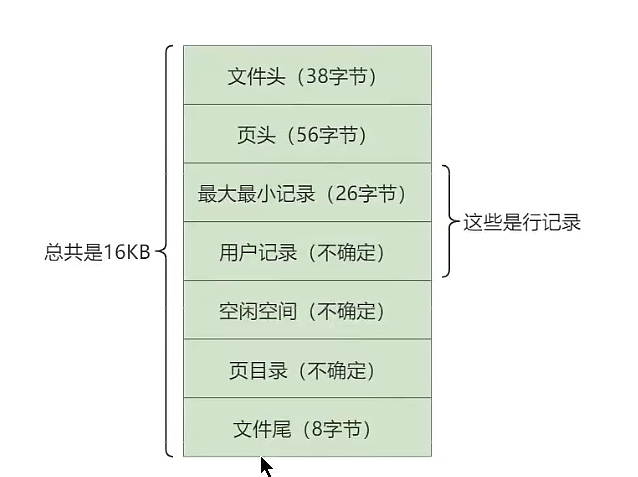 文件头（38字节）
页头（56字节）
最大最小记录（26字节）
这些是行记录
总共是16KB
用户记录（不确定）
空闲空间（不确定）
页目录（不确定）
文件尾（8字节）